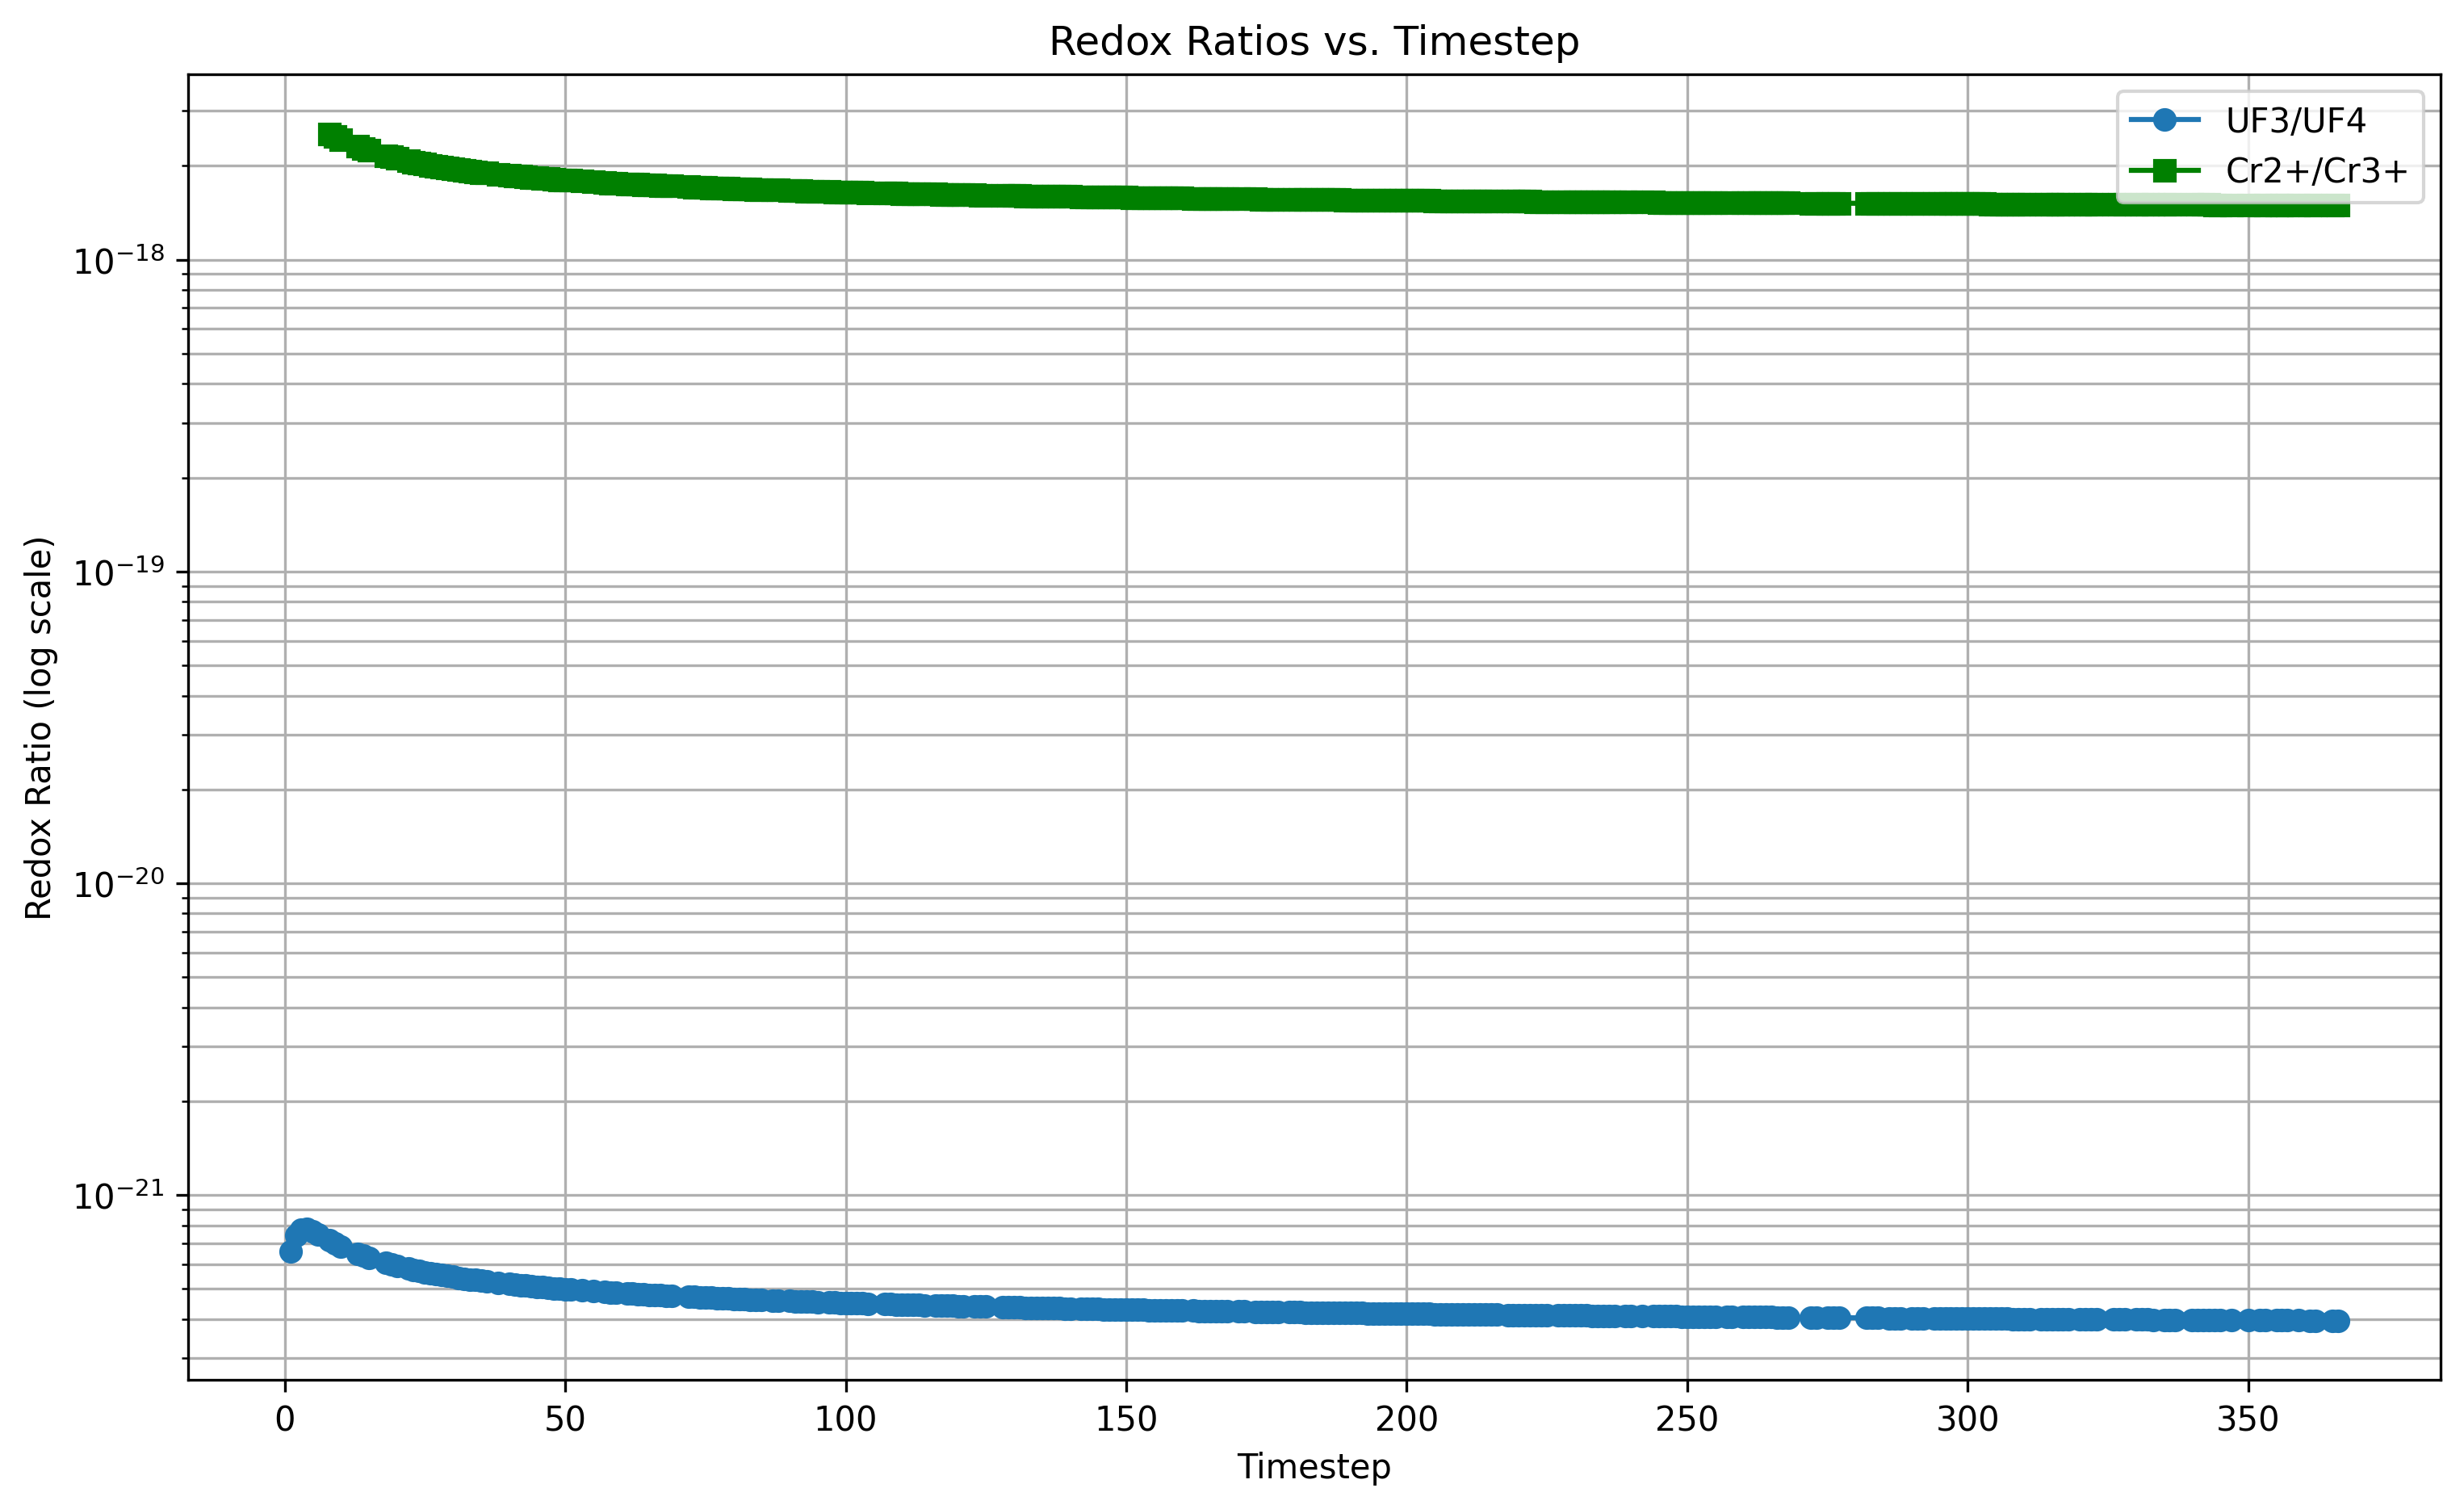 Redox Ratios vs. Timestep
UF3/UF4
Cr2+/Cr3+
Redox Ratio (log scale)
10⁻¹⁸
10⁻¹⁹
10⁻²⁰
10⁻²¹
0 50 100 150 200 250 300 350
Timestep